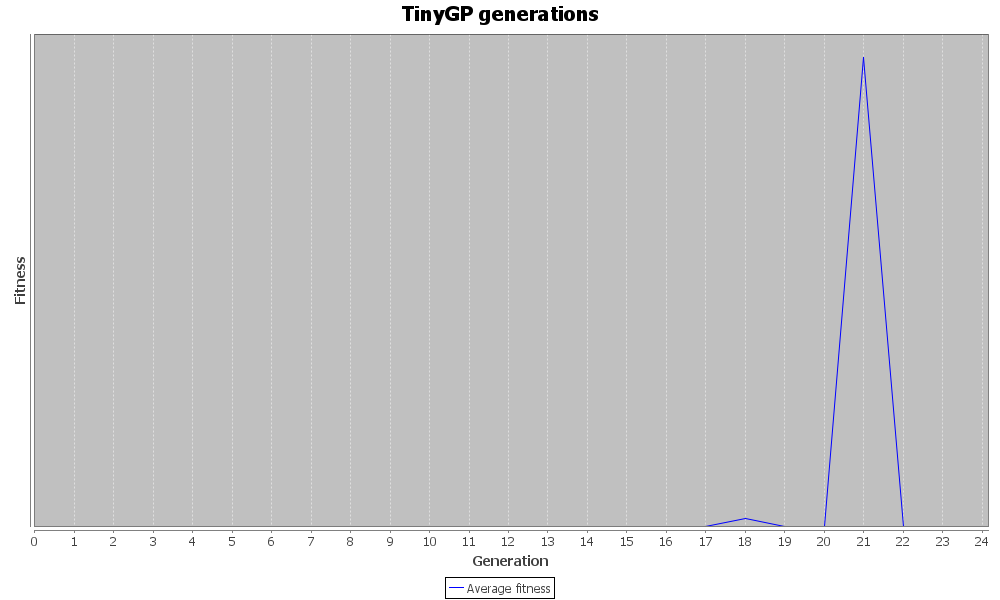 TinyGP generations
Fitness
0 1 2 3 4 5 6 7 8 9 10 11 12 13 14 15 16 17 18 19 20 21 22 23 24
Generation
Average fitness